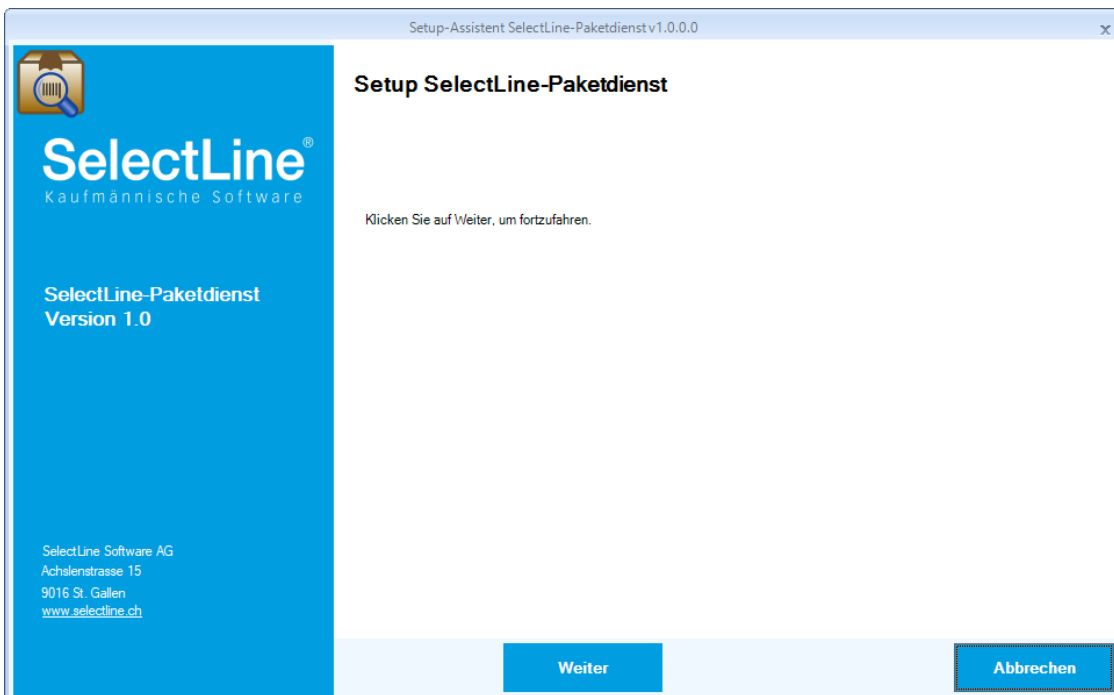 Setup-Assistent SelectLine-Paketdienst v1.0.0.0
x
SelectLine®
Kaufmännische Software
SelectLine-Paketdienst
Version 1.0
SelectLine Software AG
Achslenstrasse 15
9016 St. Gallen
www.selectline.ch
Setup SelectLine-Paketdienst
Klicken Sie auf Weiter, um fortzufahren.
Weiter
Abbrechen